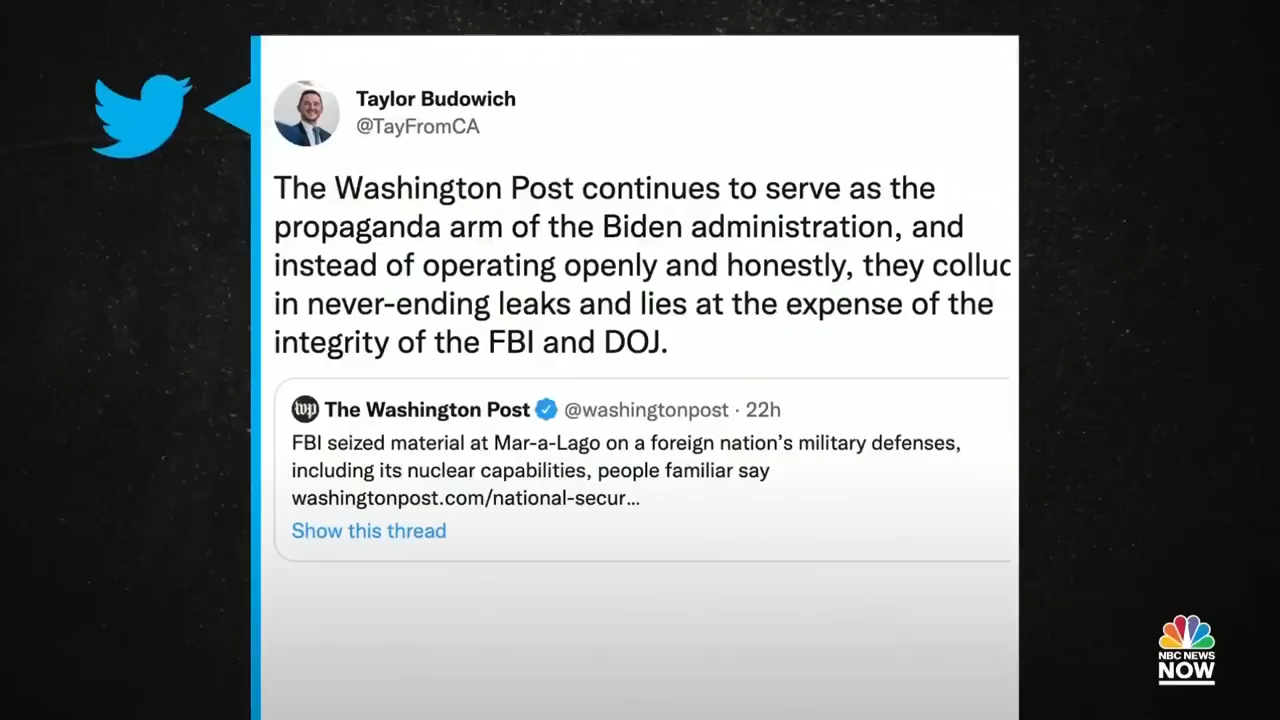 Taylor Budowich
@TayFromCA
The Washington Post continues to serve as the
propaganda arm of the Biden administration, and
instead of operating openly and honestly, they colluc
in never-ending leaks and lies at the expense of the
integrity of the FBI and DOJ.
wp The Washington Post @washingtonpost · 22h
FBI seized material at Mar-a-Lago on a foreign nation's military defenses,
including its nuclear capabilities, people familiar say
washingtonpost.com/national-secur...
Show this thread
NBC NEWS
NOW